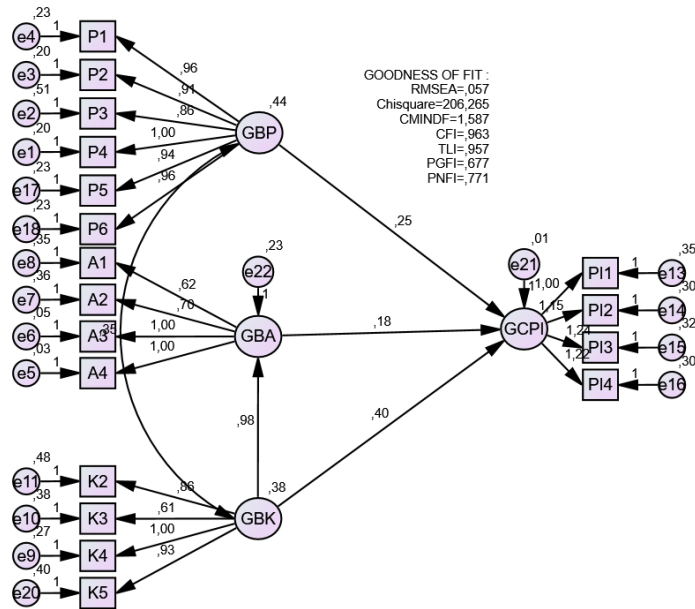 ,23
e4
1
P1
,20
e3
1
P2
,51
e2
1
P3
,20
e1
1
P4
,23
e17
1
P5
,23
e18
1
P6
,96
,91
,86
1,00
,94
,96
GBP
,44
GOODNESS OF FIT :
RMSEA=,057
Chisquare=206,265
CMINDF=1,587
CFI=,963
TLI=,957
PGFI=,677
PNFI=,771
,35
e8
1
A1
,36
e7
1
A2
,05
e6
1
A3
,03
e5
1
A4
,62
,70
1,00
1,00
,35
,23
e22
1
GBA
,25
,18
,40
,98
,01
e21
1
GCPI
1,00
1,15
1,24
1,22
PI1
1
e13
,35
PI2
1
e14
,30
PI3
1
e15
,32
PI4
1
e16
,30
,48
e11
1
K2
,38
e10
1
K3
,27
e9
1
K4
,40
e20
1
K5
,86
,61
1,00
,93
GBK
,38